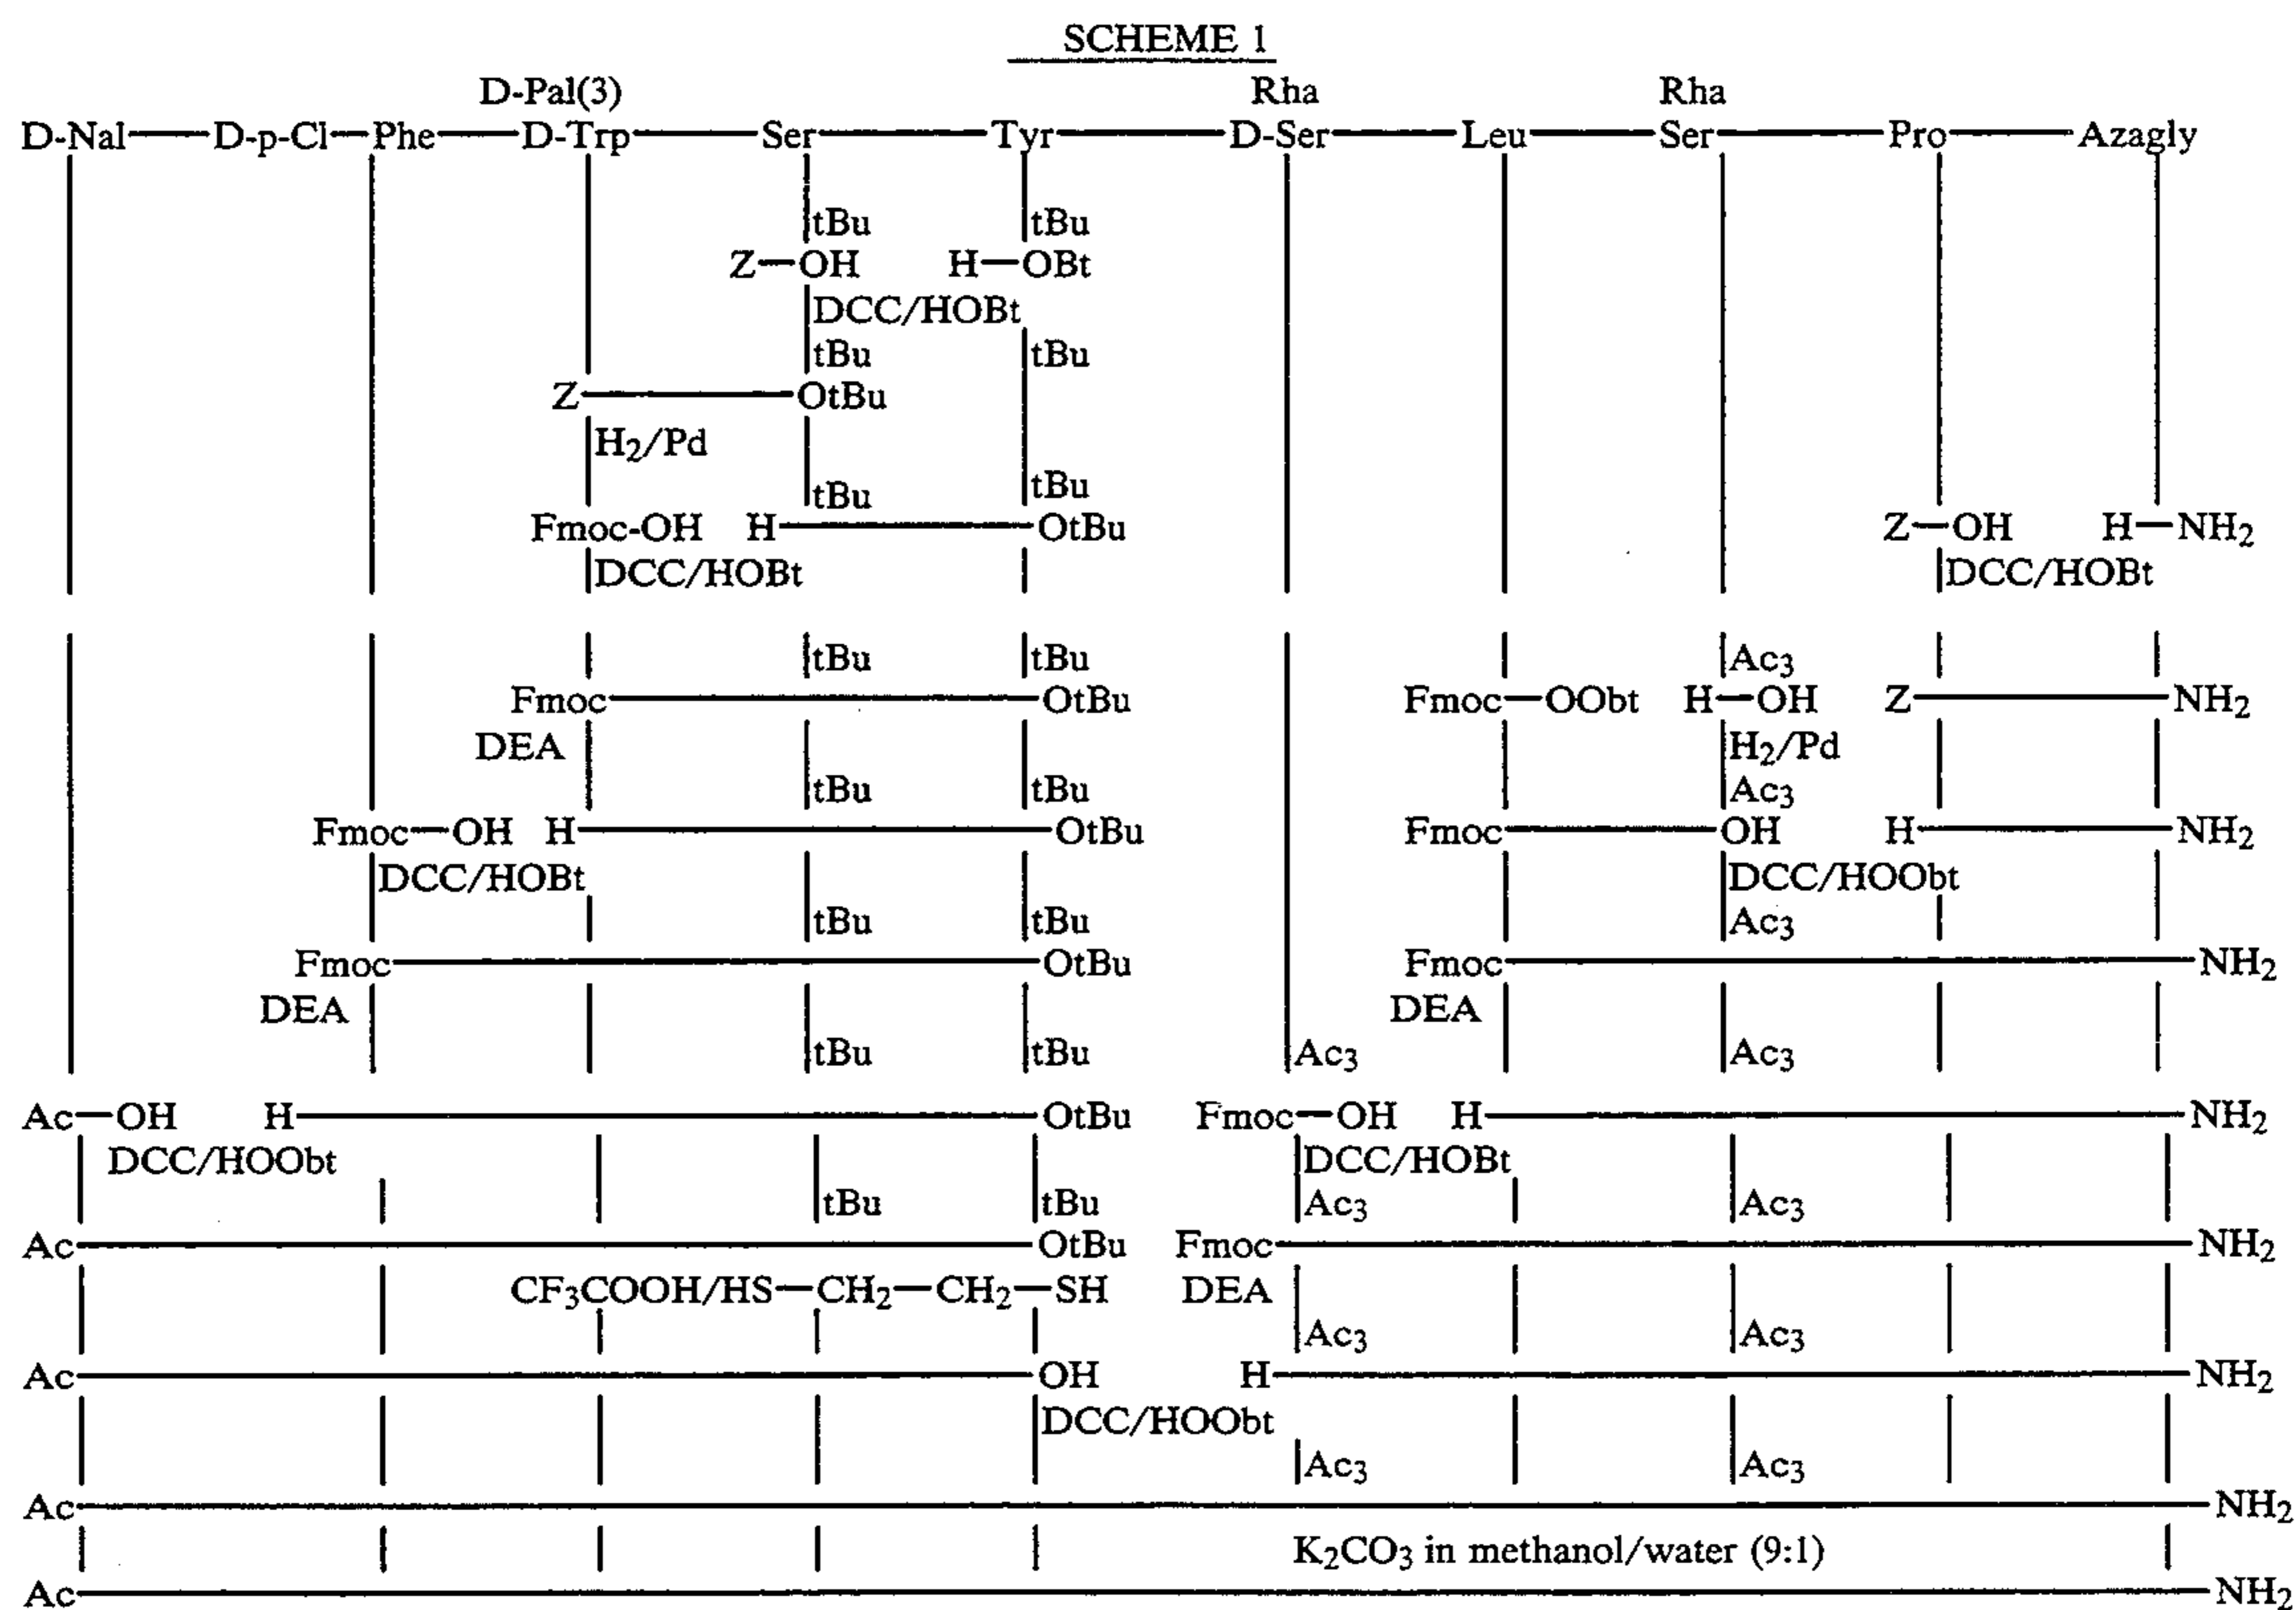 SCHEME 1
D-Pal(3) Rha Rha
D-Nal D-p-Cl Phe D-Trp Ser Tyr D-Ser Leu Ser Pro Azagly
tBu tBu
Z OH H OBt
DCC/HOBt
tBu tBu
Z OtBu
H2/Pd
tBu tBu
Fmoc-OH H OtBu Z OH H NH2
DCC/HOBt DCC/HOBt
tBu tBu Ac3
Fmoc OtBu Fmoc OObt H OH Z NH2
DEA H2/Pd
tBu tBu Ac3
Fmoc OH H OtBu Fmoc OH H NH2
DCC/HOBt DCC/HOObt
tBu tBu Ac3
Fmoc OtBu Fmoc NH2
DEA DEA
tBu tBu Ac3 Ac3
Ac OH H OtBu Fmoc OH H NH2
DCC/HOObt DCC/HOBt
tBu tBu Ac3 Ac3
Ac OtBu Fmoc NH2
CF3COOH/HS—CH2—CH2—SH DEA
Ac3 Ac3
Ac OH H NH2
DCC/HOObt
Ac3 Ac3
Ac NH2
K2CO3 in methanol/water (9:1)
Ac NH2